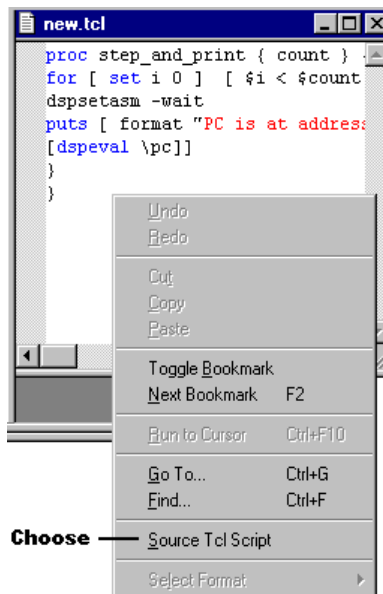 new.tcl
proc step_and_print { count }
for [ set i 0 ] [ $i < $count
dspsetasm -wait
puts [ format "PC is at address
[dspeval \pc]]
}
}
Undo
Redo
Cut
Copy
Paste
Toggle Bookmark
Next Bookmark F2
Run to Cursor Ctrl+F10
Go To... Ctrl+G
Find... Ctrl+F
Choose Source Tcl Script
Select Format